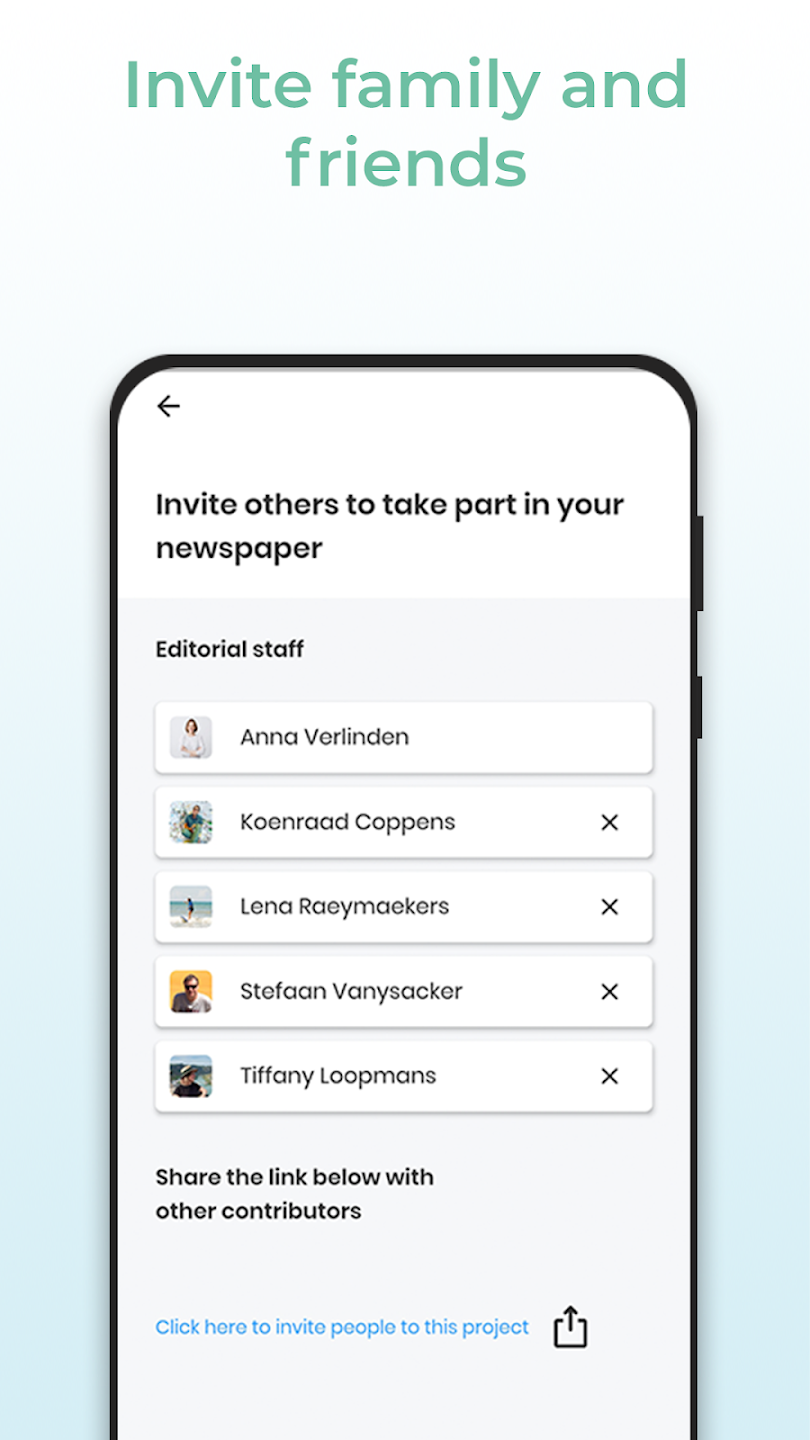 Invite family and
friends
Invite others to take part in your
newspaper
Editorial staff
Anna Verlinden
Koenraad Coppens
Lena Raeymaekers
Stefaan Vanysacker
Tiffany Loopmans
Share the link below with
other contributors
Click here to invite people to this project